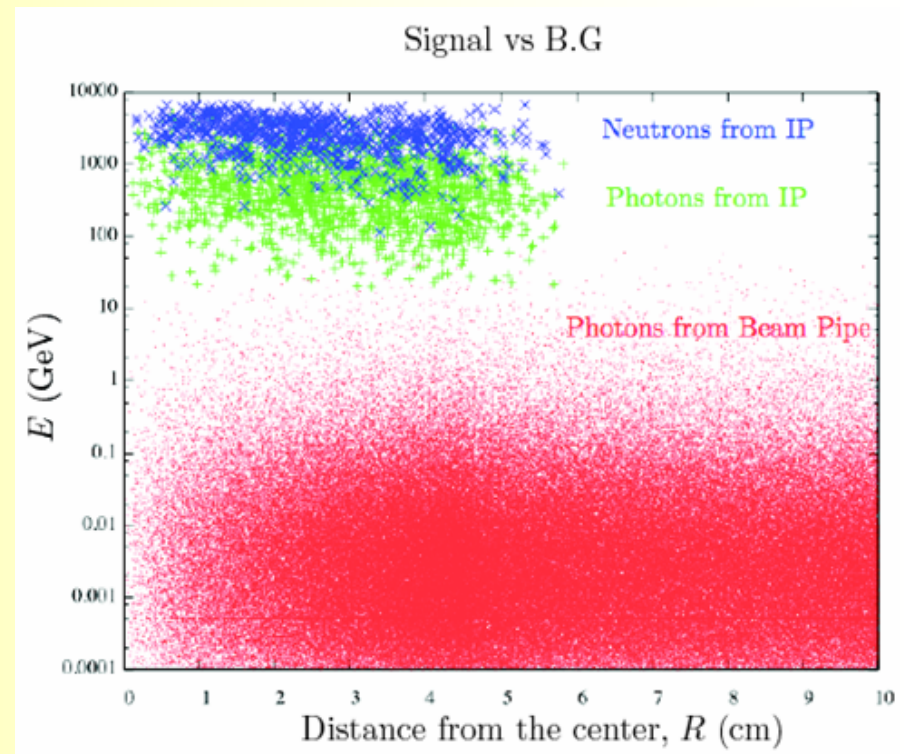 Signal vs B.G
10000
1000
100
10
1
0.1
0.01
0.001
0.0001
E (GeV)
Neutrons from IP
Photons from IP
Photons from Beam Pipe
0 1 2 3 4 5 6 7 8 9 10
Distance from the center, R (cm)